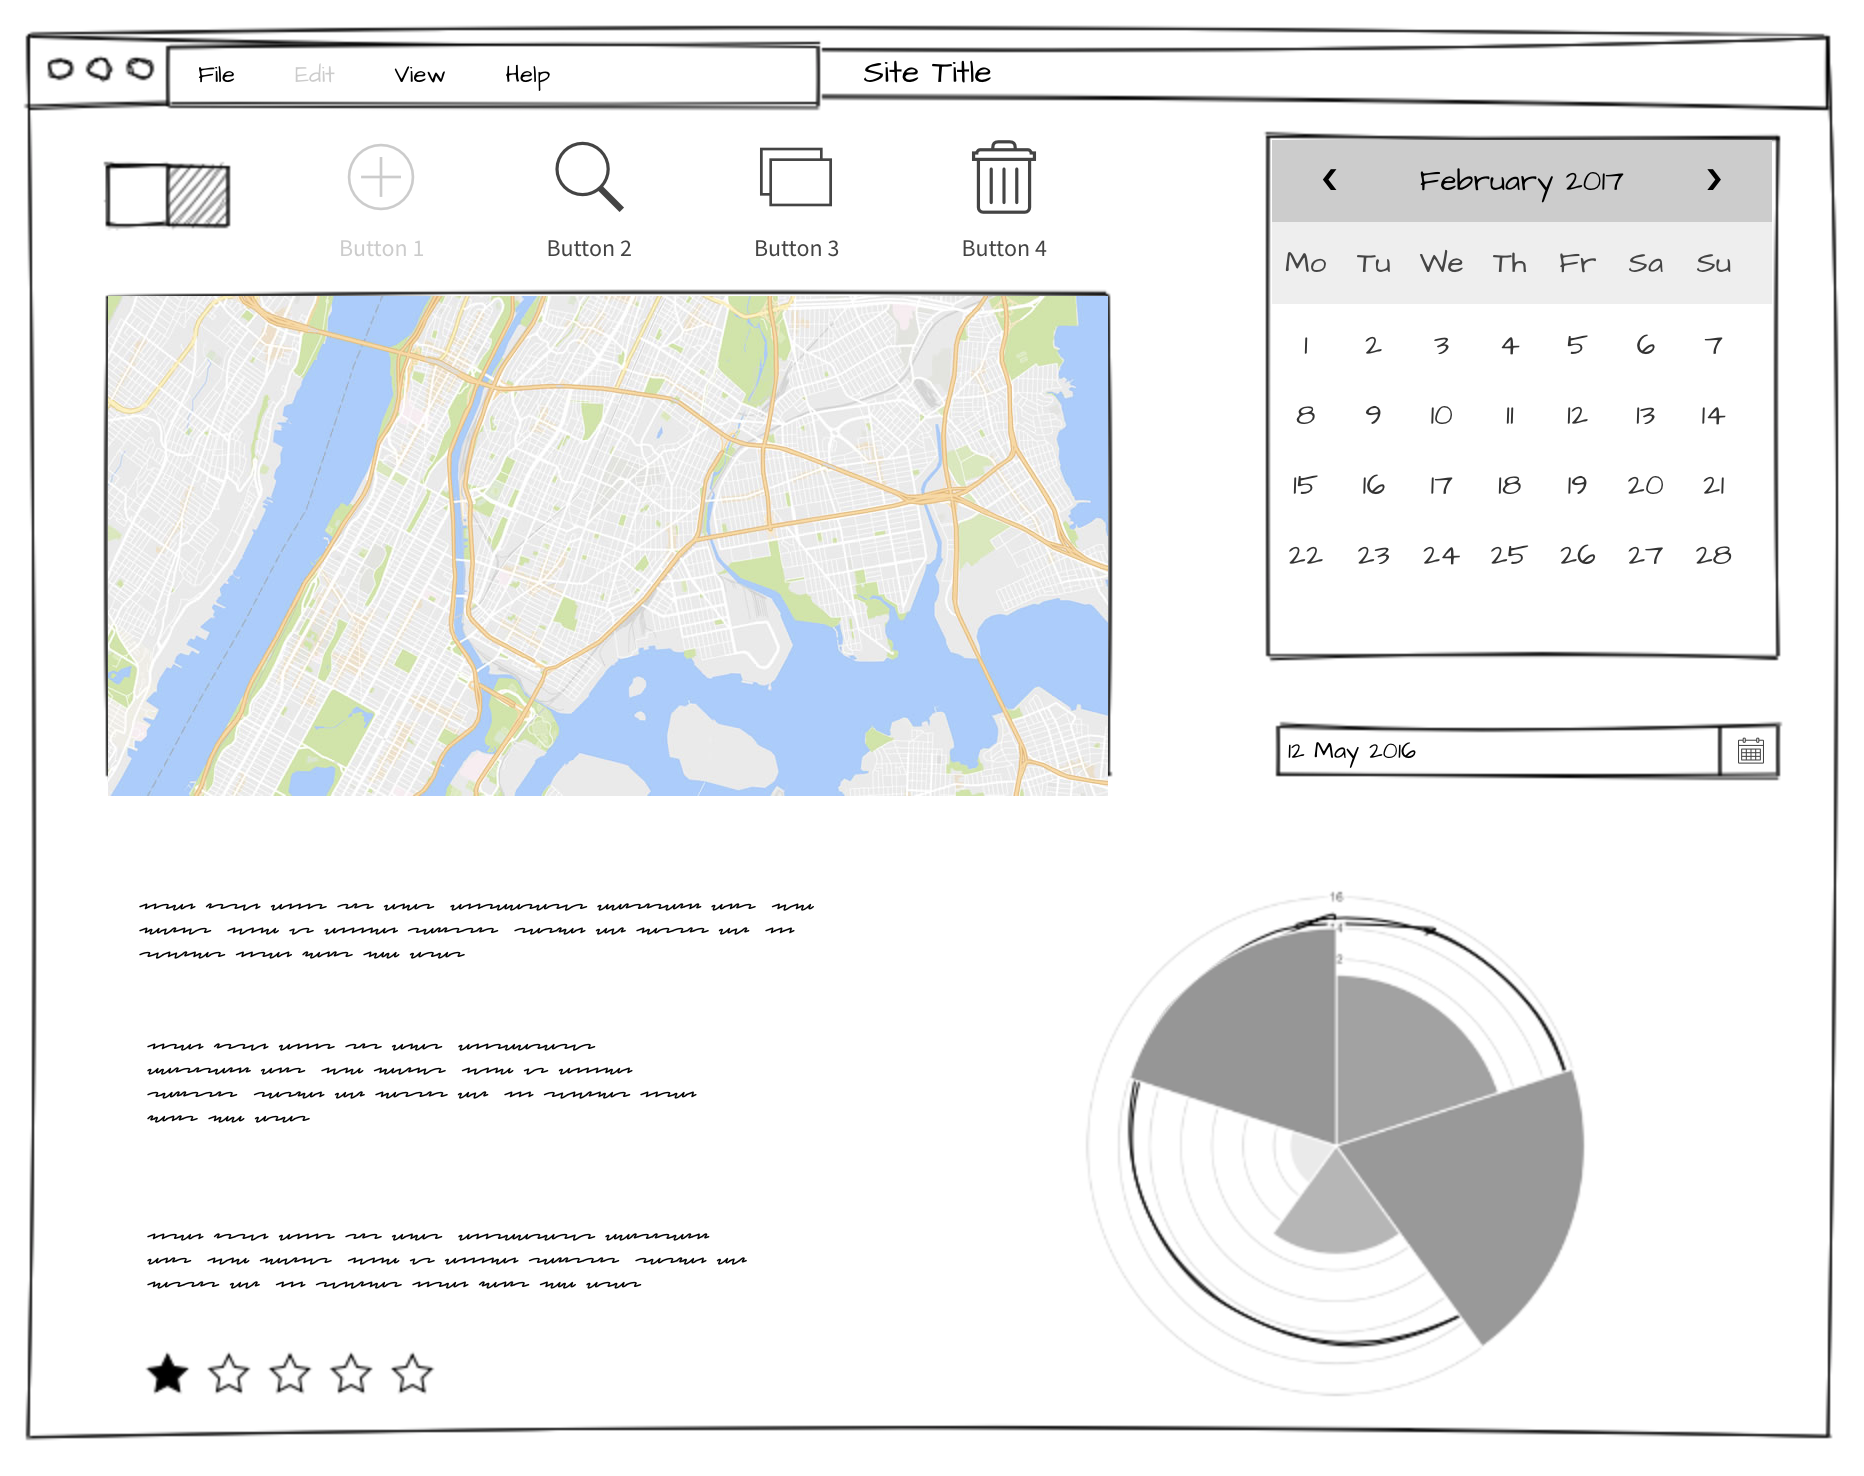 File Edit View Help
Site Title
Button 1 Button 2 Button 3 Button 4
February 2017
Mo Tu We Th Fr Sa Su
1 2 3 4 5 6 7
8 9 10 11 12 13 14
15 16 17 18 19 20 21
22 23 24 25 26 27 28
12 May 2016
16
4
2